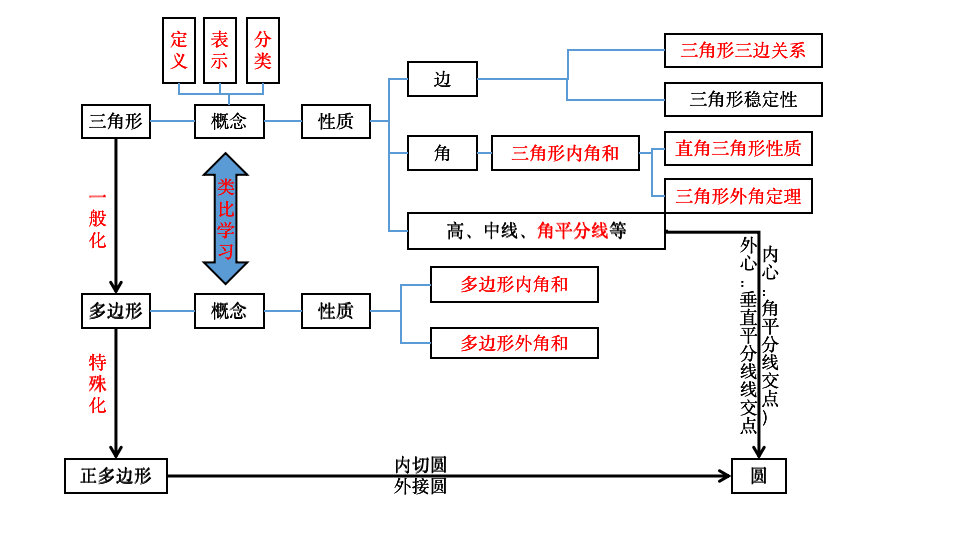 定义
表示
分类
三角形
概念
性质
边
三角形三边关系
三角形稳定性
角
三角形内角和
直角三角形性质
三角形外角定理
高、中线、角平分线等
一般化
类比学习
多边形
概念
性质
多边形内角和
多边形外角和
外心..垂直平分线线交点
内心..角平分线交点)
特殊化
正多边形
内切圆
外接圆
圆